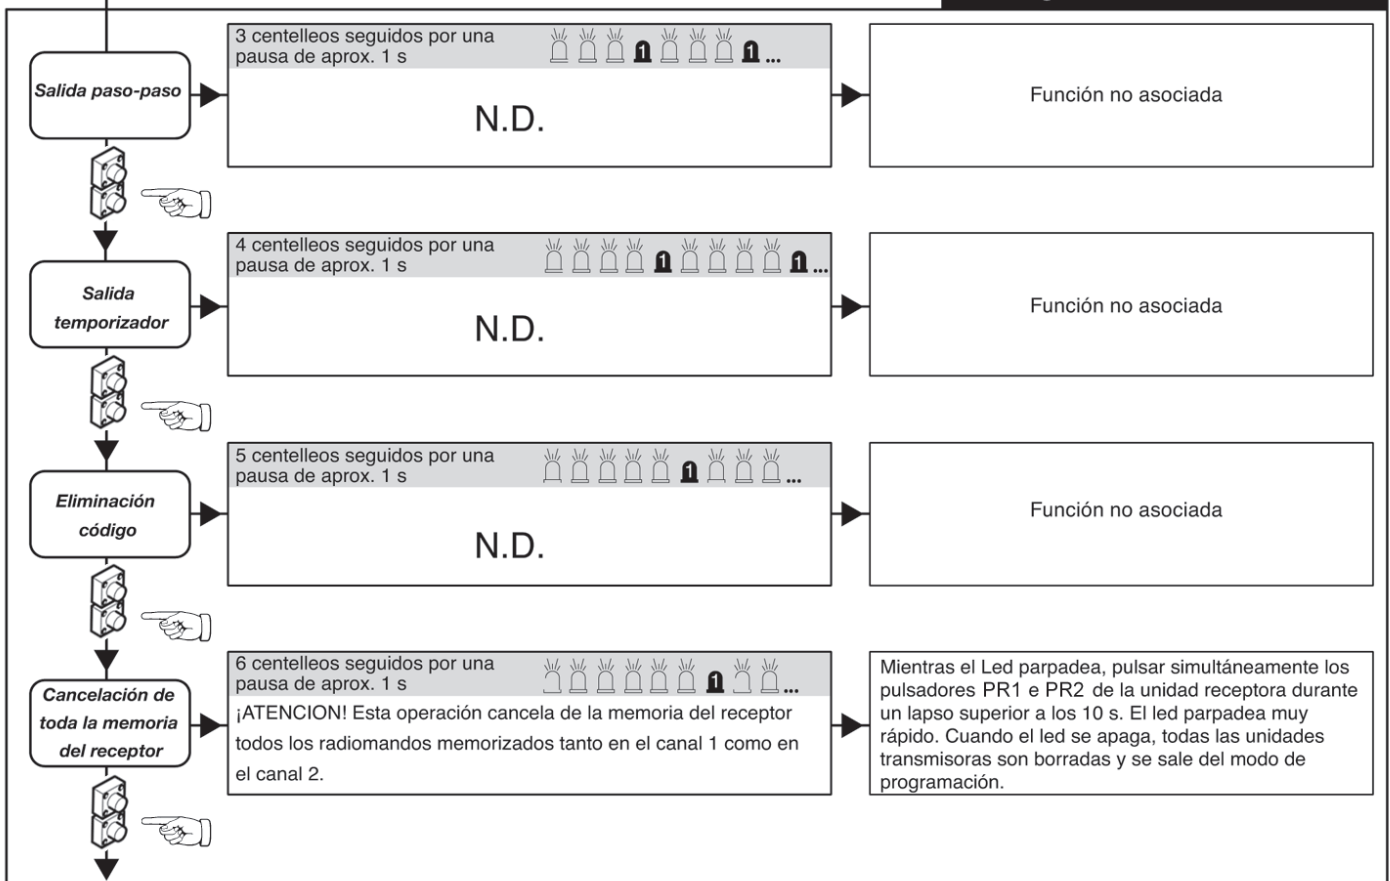 3 centelleos seguidos por una
pausa de aprox. 1 s
1
1
...
Salida paso-paso
N.D.
Función no asociada
4 centelleos seguidos por una
pausa de aprox. 1 s
1
1
...
Salida
temporizador
N.D.
Función no asociada
5 centelleos seguidos por una
pausa de aprox. 1 s
1
...
Eliminación
código
N.D.
Función no asociada
6 centelleos seguidos por una
pausa de aprox. 1 s
1
...
Cancelación de
toda la memoria
del receptor
¡ATENCION! Esta operación cancela de la memoria del receptor
todos los radiomandos memorizados tanto en el canal 1 como en
el canal 2.
Mientras el Led parpadea, pulsar simultáneamente los
pulsadores PR1 e PR2 de la unidad receptora durante
un lapso superior a los 10 s. El led parpadea muy
rápido. Cuando el led se apaga, todas las unidades
transmisoras son borradas y se sale del modo de
programación.